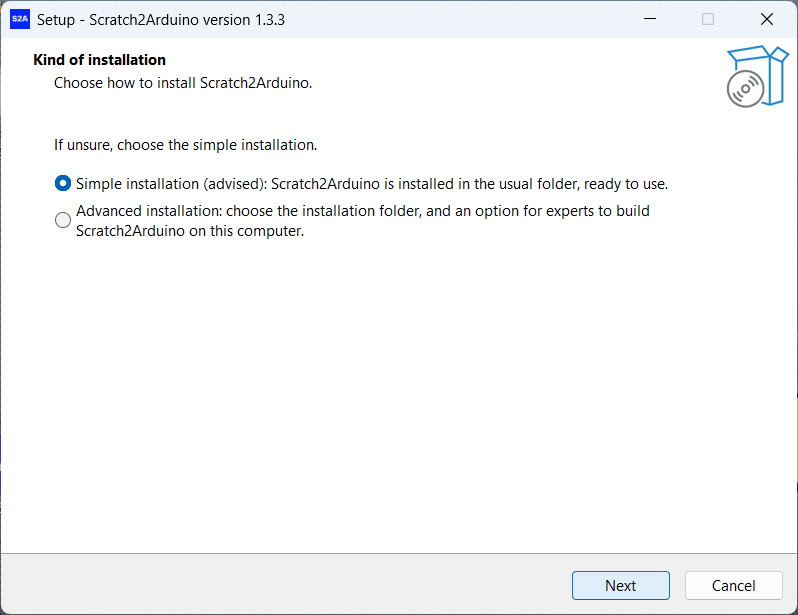 S2A Setup - Scratch2Arduino version 1.3.3
Kind of installation
Choose how to install Scratch2Arduino.
If unsure, choose the simple installation.
Simple installation (advised): Scratch2Arduino is installed in the usual folder, ready to use.
Advanced installation: choose the installation folder, and an option for experts to build
Scratch2Arduino on this computer.
Next Cancel